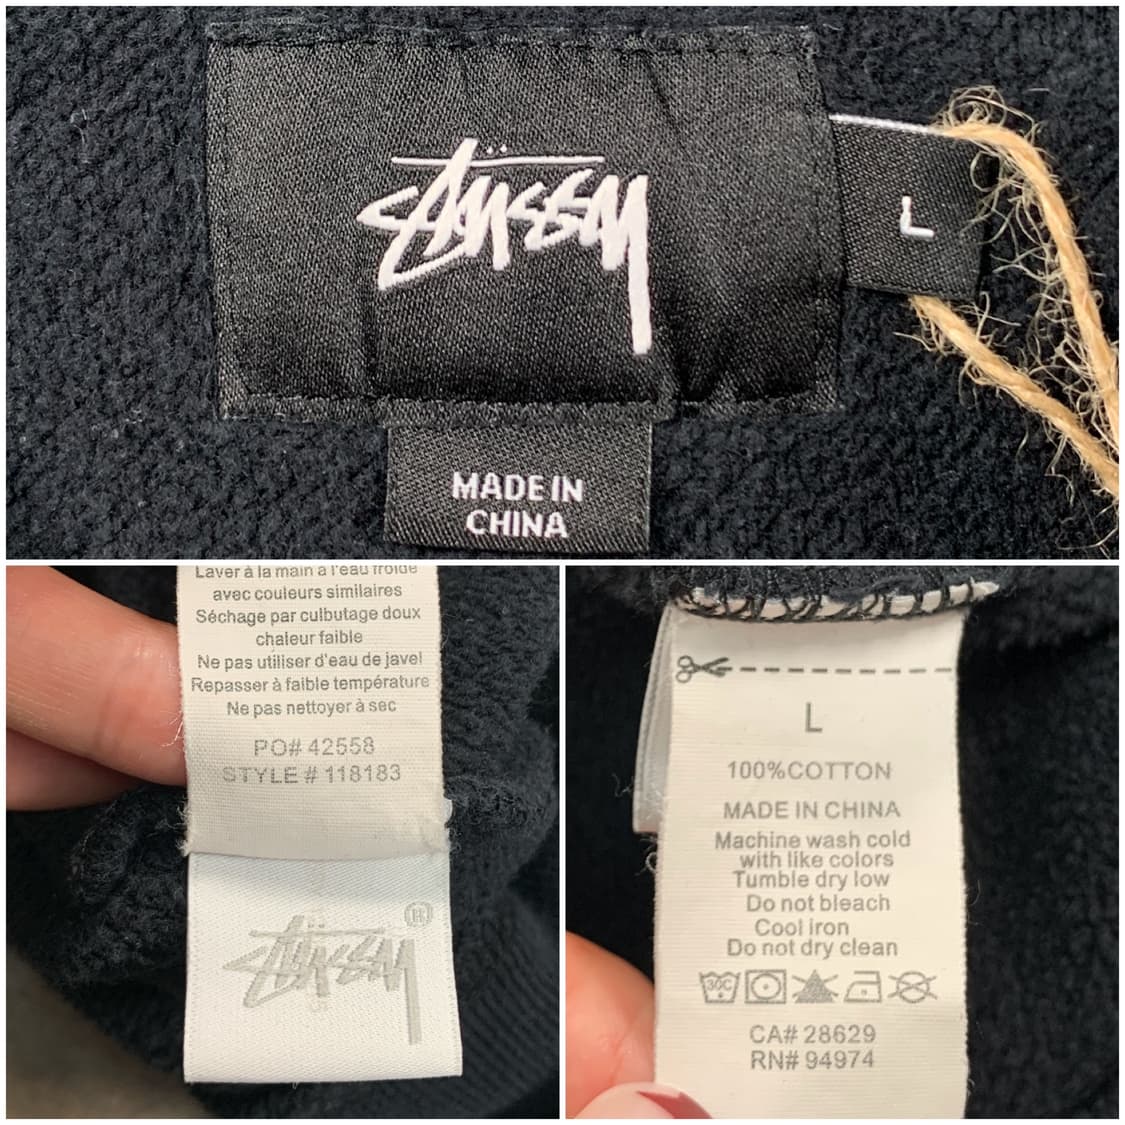 Stüssy
L
MADE IN
CHINA
Laver à la main à l'eau froide
avec couleurs similaires
Séchage par culbutage doux
chaleur faible
Ne pas utiliser d'eau de javel
Repasser à faible température
Ne pas nettoyer à sec
PO# 42558
STYLE # 118183
Stüssy ®
L
100%COTTON
MADE IN CHINA
Machine wash cold
with like colors
Tumble dry low
Do not bleach
Cool iron
Do not dry clean
30C
CA# 28629
RN# 94974